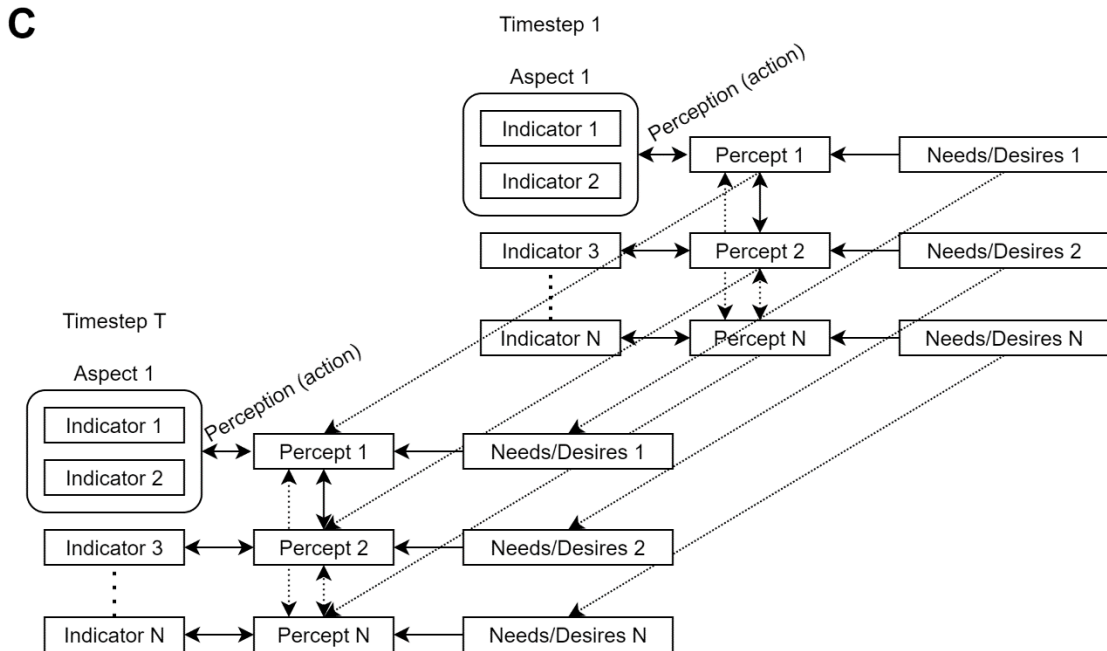 C
Timestep 1
Aspect 1
Perception (action)
Indicator 1
Indicator 2
Percept 1
Needs/Desires 1
Indicator 3
Percept 2
Needs/Desires 2
Indicator N
Percept N
Needs/Desires N
Timestep T
Aspect 1
Perception (action)
Indicator 1
Indicator 2
Percept 1
Needs/Desires 1
Indicator 3
Percept 2
Needs/Desires 2
Indicator N
Percept N
Needs/Desires N